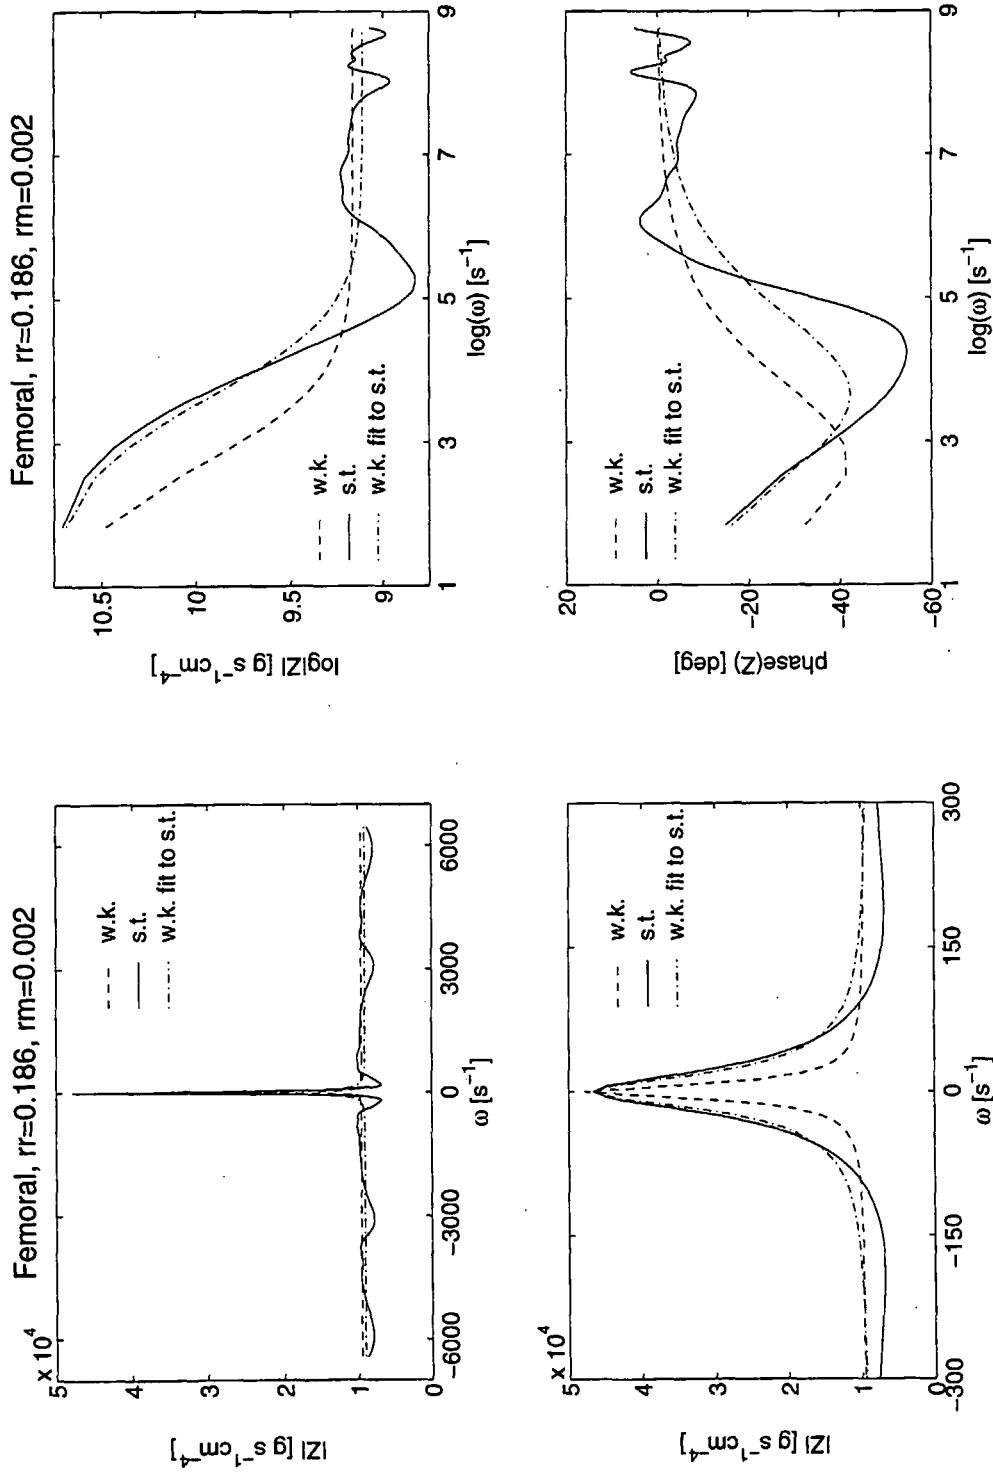 Femoral, rr=0.186, rm=0.002
x 10^4
5
4
3
2
1
0
|Z| [g s^−1cm^−4]
−6000
−3000
0
3000
6000
ω [s^−1]
w.k.
s.t.
w.k. fit to s.t.
Femoral, rr=0.186, rm=0.002
10.5
10
9.5
9
log|Z| [g s^−1cm^−4]
1
3
5
7
9
log(ω) [s^−1]
w.k.
s.t.
w.k. fit to s.t.
x 10^4
5
4
3
2
1
0
|Z| [g s^−1cm^−4]
−300
−150
0
150
300
ω [s^−1]
w.k.
s.t.
w.k. fit to s.t.
20
0
−20
−40
−60
phase(Z) [deg]
1
3
5
7
9
log(ω) [s^−1]
w.k.
s.t.
w.k. fit to s.t.